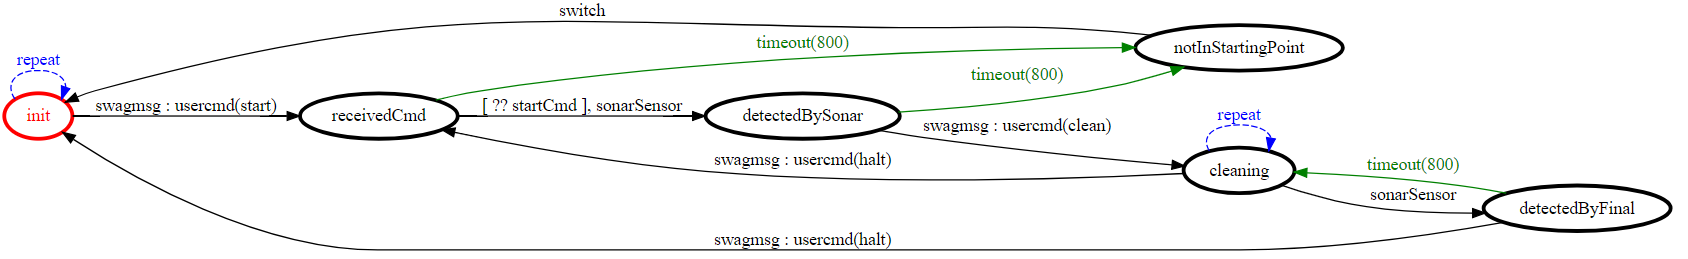 switch
timeout(800)
notInStartingPoint
repeat
timeout(800)
init
swagmsg : usercmd(start)
receivedCmd
[ ?? startCmd ], sonarSensor
detectedBySonar
swagmsg : usercmd(clean)
repeat
swagmsg : usercmd(halt)
cleaning
timeout(800)
sonarSensor
detectedByFinal
swagmsg : usercmd(halt)